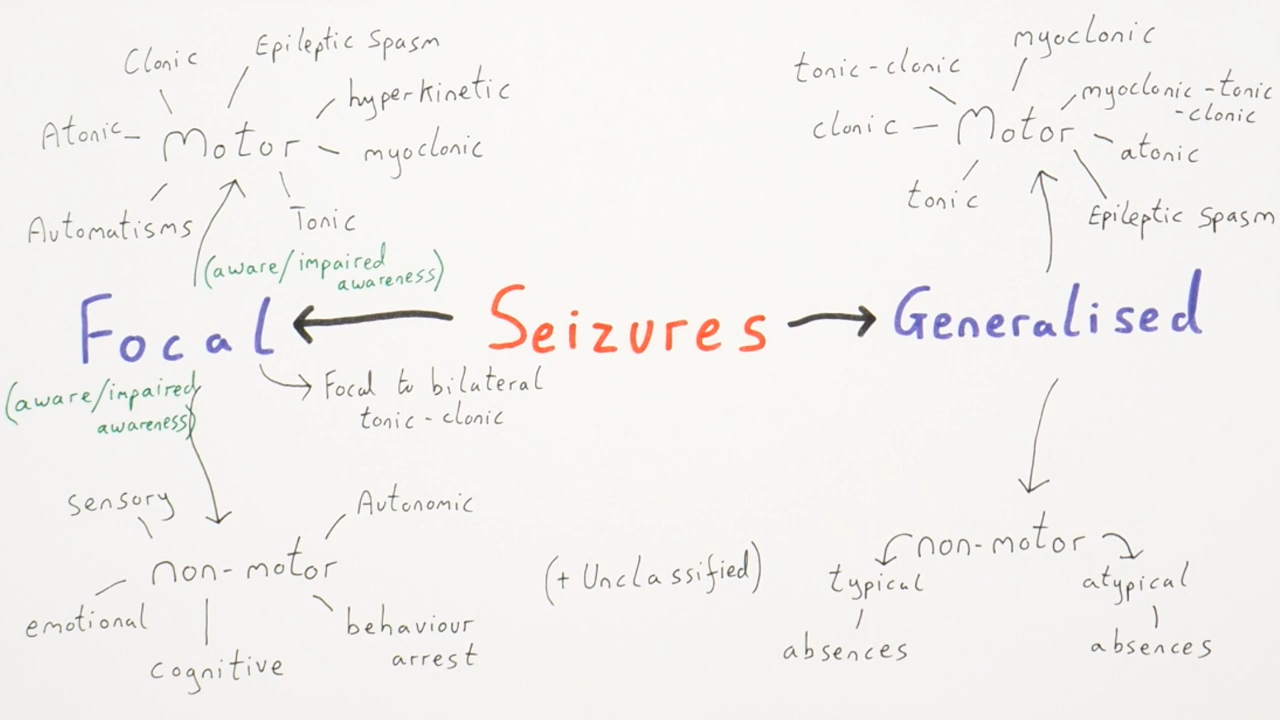 Clonic
Epileptic Spasm
hyperkinetic
Atonic
Motor
myoclonic
Automatisms
Tonic
(aware/impaired
awareness)
Focal
(aware/impaired
awareness)
Focal to bilateral
tonic-clonic
sensory
Autonomic
non-motor
emotional
cognitive
behaviour
arrest
Seizures
(+ Unclassified)
myoclonic
tonic-clonic
myoclonic-tonic
-clonic
clonic
Motor
atonic
tonic
Epileptic Spasm
Generalised
non-motor
typical
absences
atypical
absences